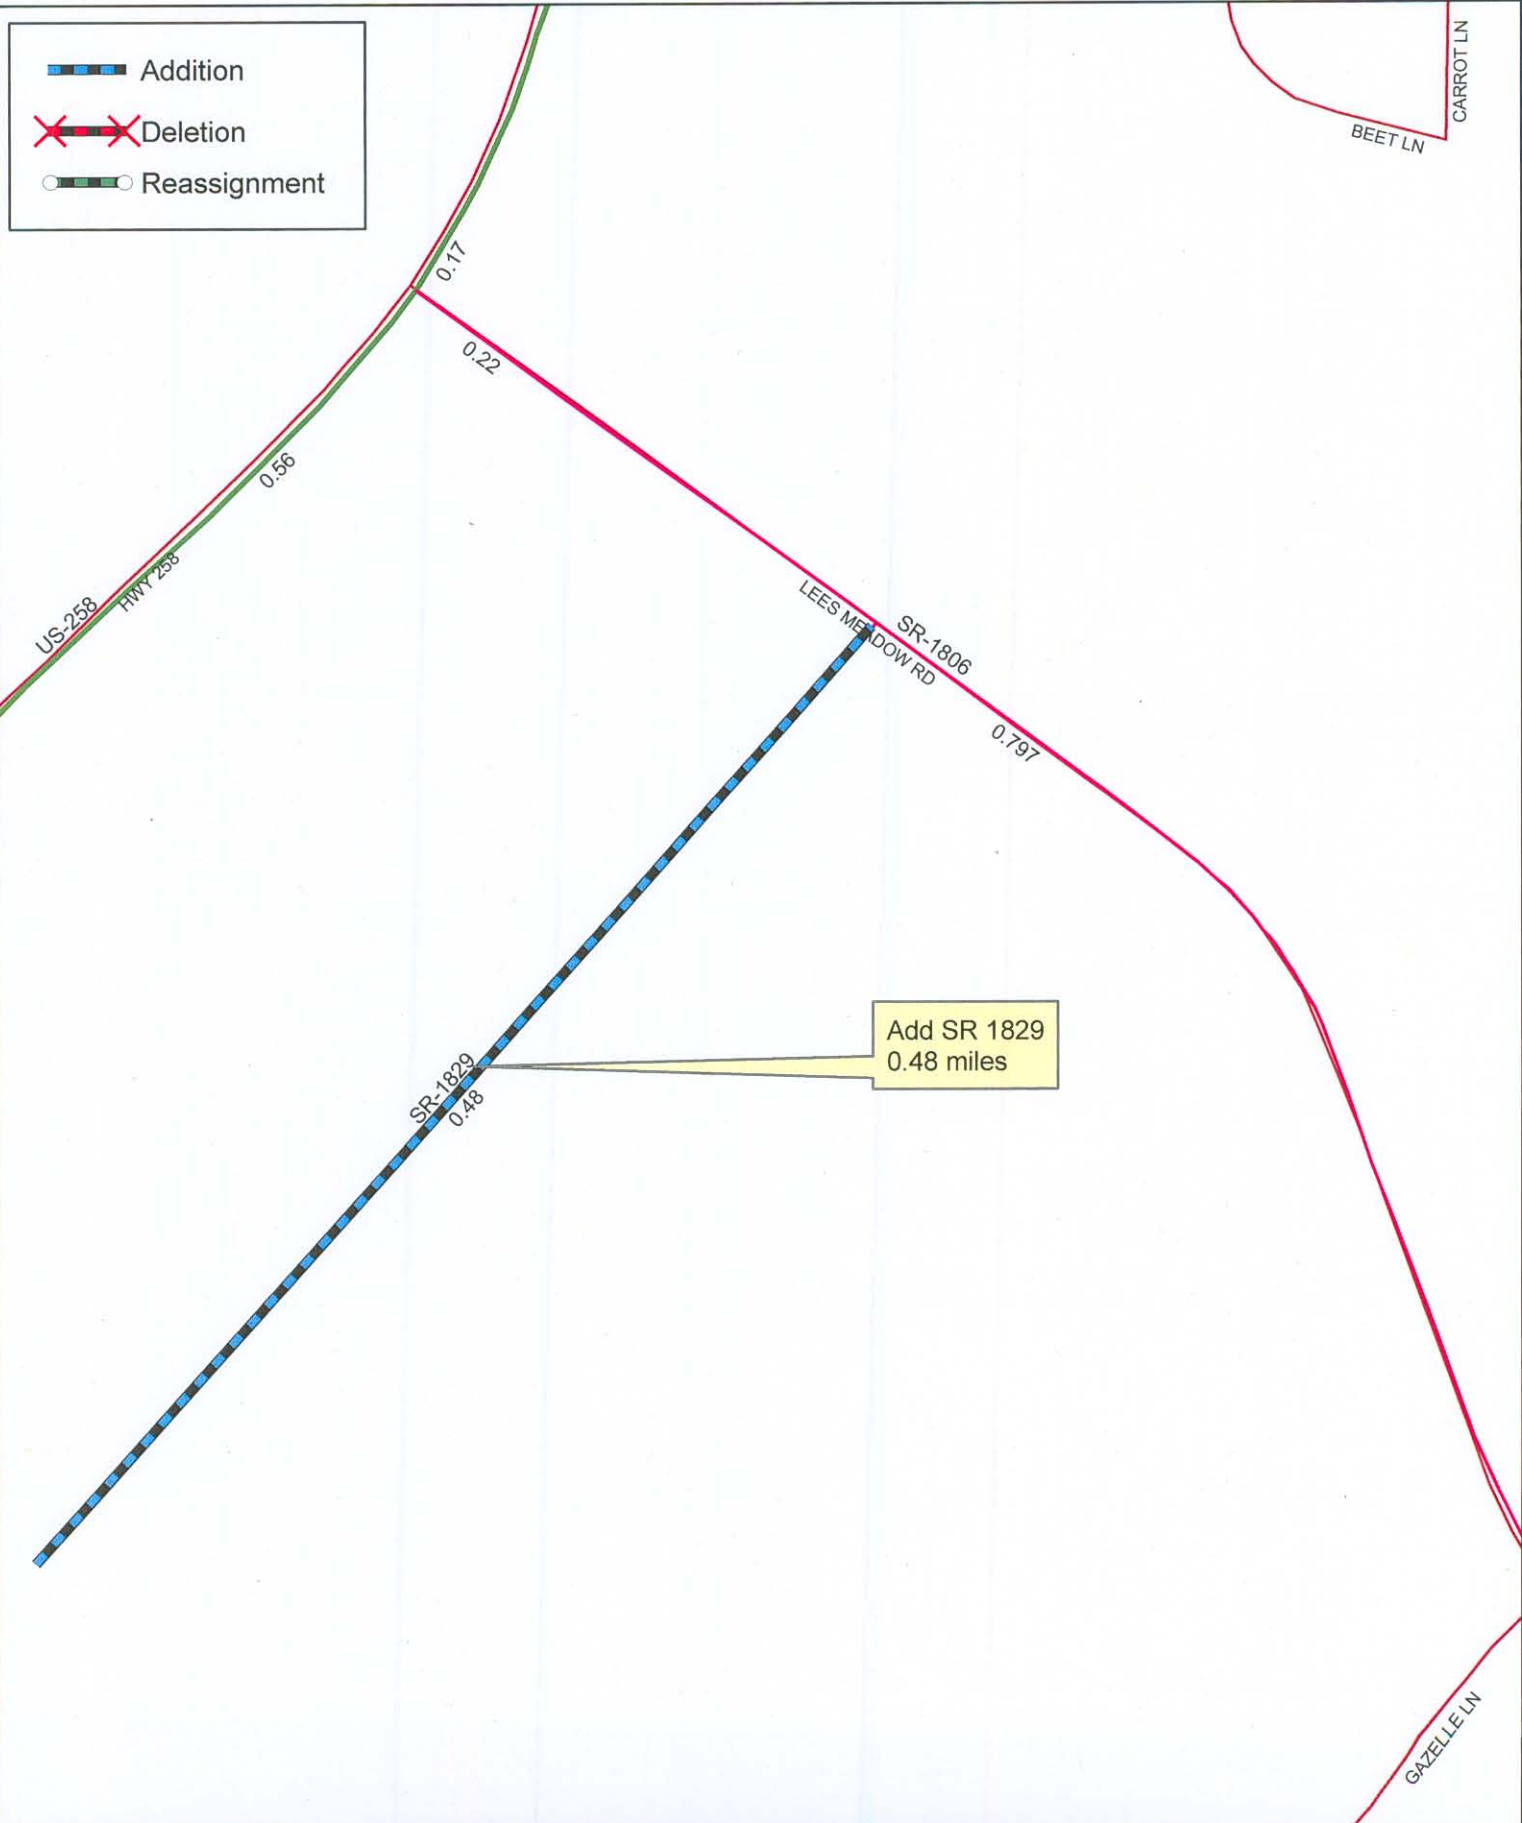 Addition
Deletion
Reassignment
CARROT LN
BEET LN
0.17
0.22
0.56
HWY 258
US-258
LEES MEADOW RD
SR-1806
0.797
Add SR 1829
0.48 miles
SR-1829
0.48
GAZELLE LN